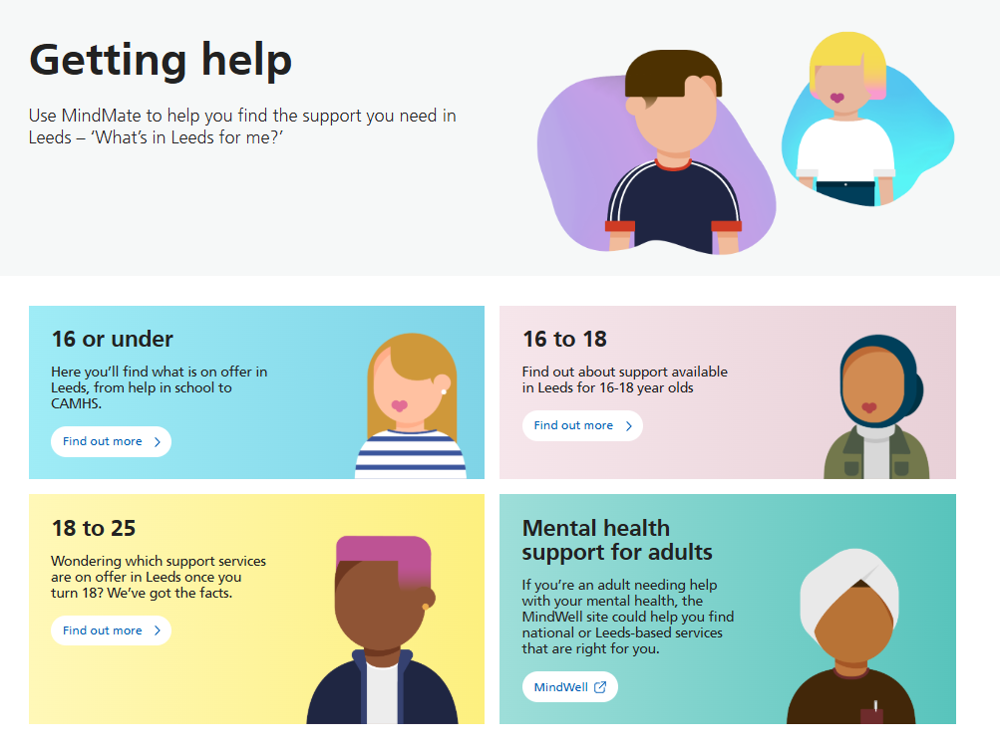 Getting help
Use MindMate to help you find the support you need in
Leeds – ‘What’s in Leeds for me?’
16 or under
Here you’ll find what is on offer in
Leeds, from help in school to
CAMHS.
Find out more
16 to 18
Find out about support available
in Leeds for 16-18 year olds
Find out more
18 to 25
Wondering which support services
are on offer in Leeds once you
turn 18? We’ve got the facts.
Find out more
Mental health
support for adults
If you’re an adult needing help
with your mental health, the
MindWell site could help you find
national or Leeds-based services
that are right for you.
MindWell